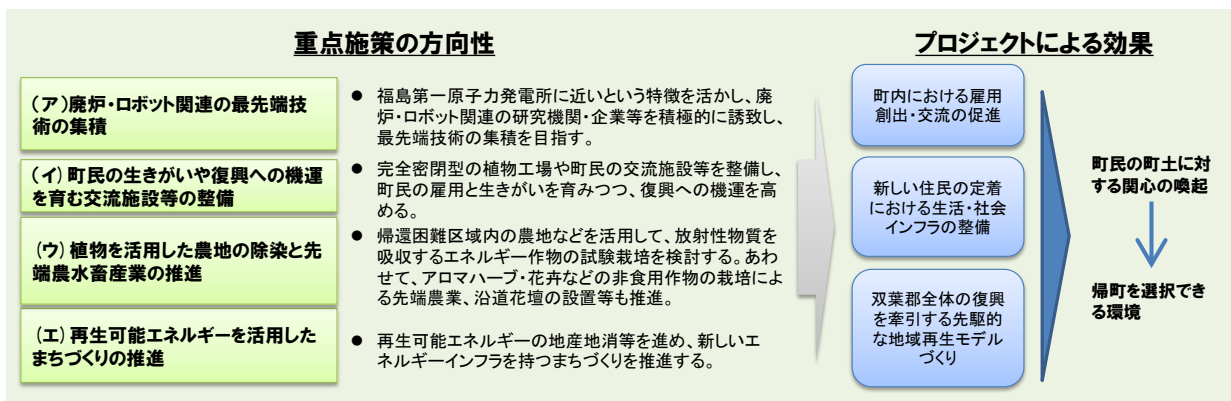 重点施策の方向性
プロジェクトによる効果
(ア)廃炉・ロボット関連の最先端技
術の集積
● 福島第一原子力発電所に近いという特徴を活かし、廃
炉・ロボット関連の研究機関・企業等を積極的に誘致し、
最先端技術の集積を目指す。
(イ) 町民の生きがいや復興への機運
を育む交流施設等の整備
● 完全密閉型の植物工場や町民の交流施設等を整備し、
町民の雇用と生きがいを育みつつ、復興への機運を高
める。
(ウ) 植物を活用した農地の除染と先
端農水畜産業の推進
● 帰還困難区域内の農地などを活用して、放射性物質を
吸収するエネルギー作物の試験栽培を検討する。あわ
せて、アロマハーブ・花卉などの非食用作物の栽培によ
る先端農業、沿道花壇の設置等も推進。
(エ) 再生可能エネルギーを活用した
まちづくりの推進
● 再生可能エネルギーの地産地消等を進め、新しいエ
ネルギーインフラを持つまちづくりを推進する。
町内における雇用
創出・交流の促進
新しい住民の定着
における生活・社会
インフラの整備
双葉郡全体の復興
を牽引する先駆的
な地域再生モデル
づくり
町民の町土に対
する関心の喚起
帰町を選択でき
る環境